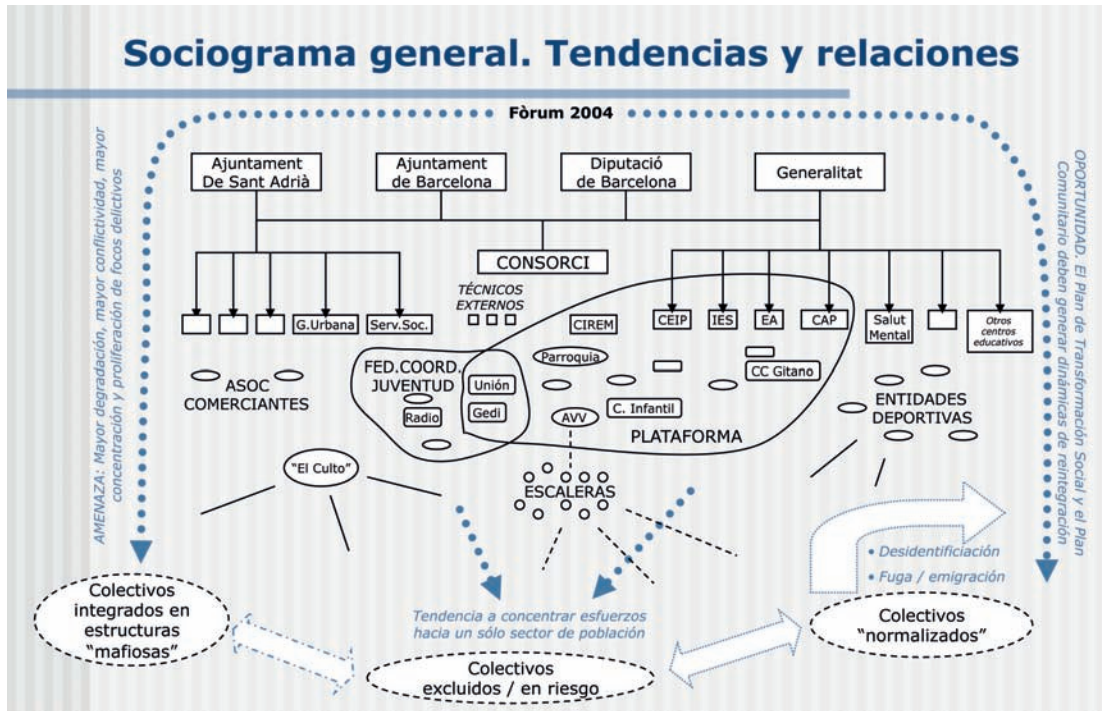 Sociograma general. Tendencias y relaciones
Fòrum 2004
AMENAZA: Mayor degradación, mayor conflictividad, mayor
concentración y proliferación de focos delictivos
OPORTUNIDAD. El Plan de Transformación Social y el Plan
Comunitario deben generar dinámicas de reintegración
Ajuntament
De Sant Adrià
Ajuntament
de Barcelona
Diputació
de Barcelona
Generalitat
CONSORCI
TÉCNICOS
EXTERNOS
G.Urbana
Serv.Soc.
CIREM
CEIP
IES
EA
CAP
Salut
Mental
Otros
centros
educativos
ASOC
COMERCIANTES
FED.COORD.
JUVENTUD
Radio
Unión
Gedi
Parroquia
AVV
C. Infantil
CC Gitano
PLATAFORMA
ENTIDADES
DEPORTIVAS
"El Culto"
ESCALERAS
• Desidentificiación
• Fuga / emigración
Colectivos
integrados en
estructuras
"mafiosas"
Tendencia a concentrar esfuerzos
hacia un sólo sector de población
Colectivos
excluidos / en riesgo
Colectivos
"normalizados"